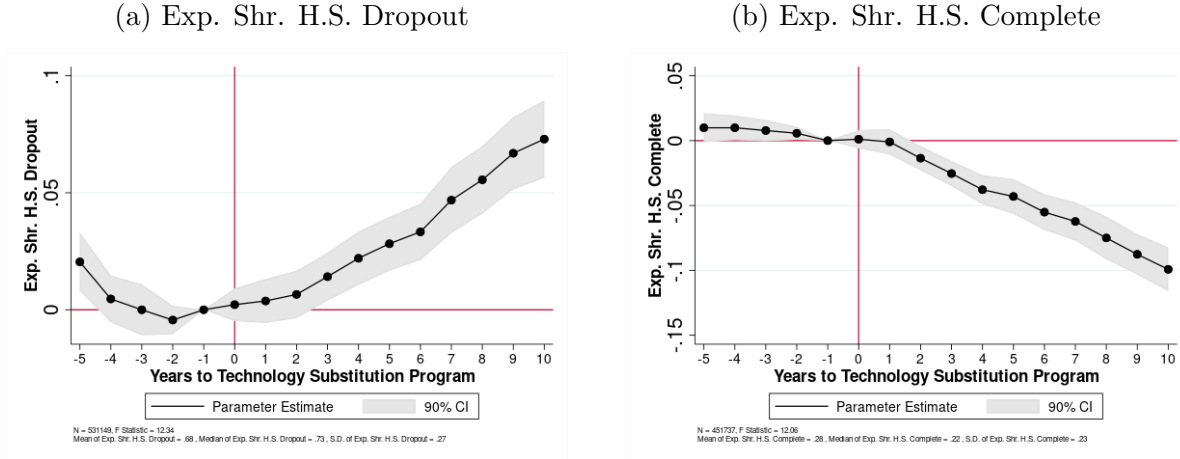 (a) Exp. Shr. H.S. Dropout
.1
.05
0
Exp. Shr. H.S. Dropout
-5 -4 -3 -2 -1 0 1 2 3 4 5 6 7 8 9 10
Years to Technology Substitution Program
Parameter Estimate 90% CI
N = 531149, F Statistic = 12.34
Mean of Exp. Shr. H.S. Dropout = .68 , Median of Exp. Shr. H.S. Dropout = .73 , S.D. of Exp. Shr. H.S. Dropout = .27
(b) Exp. Shr. H.S. Complete
.05
0
-.05
-.1
-.15
Exp. Shr. H.S. Complete
-5 -4 -3 -2 -1 0 1 2 3 4 5 6 7 8 9 10
Years to Technology Substitution Program
Parameter Estimate 90% CI
N = 451737, F Statistic = 12.06
Mean of Exp. Shr. H.S. Complete = .28 , Median of Exp. Shr. H.S. Complete = .22 , S.D. of Exp. Shr. H.S. Complete = .23